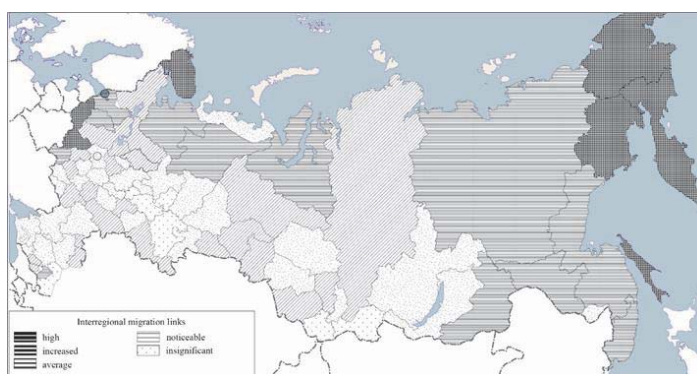 Interregional migration links
high
increased
average
noticeable
insignificant